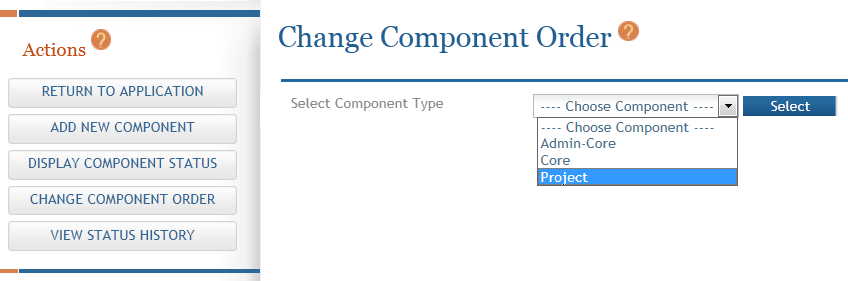 Actions ?
RETURN TO APPLICATION
ADD NEW COMPONENT
DISPLAY COMPONENT STATUS
CHANGE COMPONENT ORDER
VIEW STATUS HISTORY
Change Component Order ?
Select Component Type
---- Choose Component ----
Select
---- Choose Component ----
Admin-Core
Core
Project